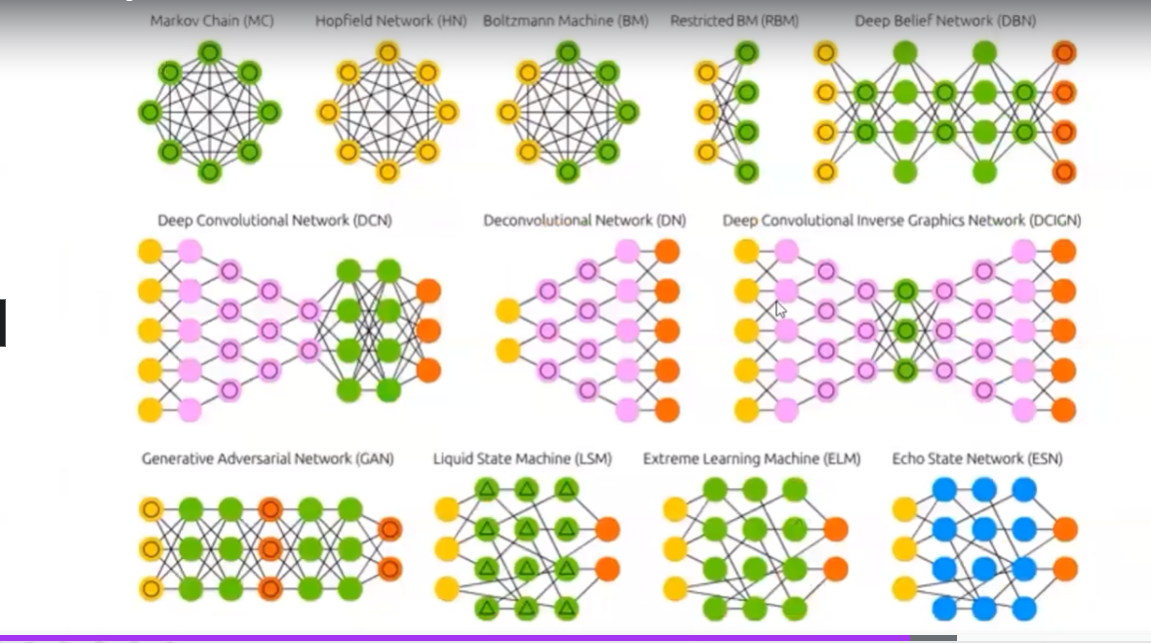 Markov Chain (MC) Hopfield Network (HN) Boltzmann Machine (BM) Restricted BM (RBM) Deep Belief Network (DBN)
Deep Convolutional Network (DCN) Deconvolutional Network (DN) Deep Convolutional Inverse Graphics Network (DCIGN)
Generative Adversarial Network (GAN) Liquid State Machine (LSM) Extreme Learning Machine (ELM) Echo State Network (ESN)